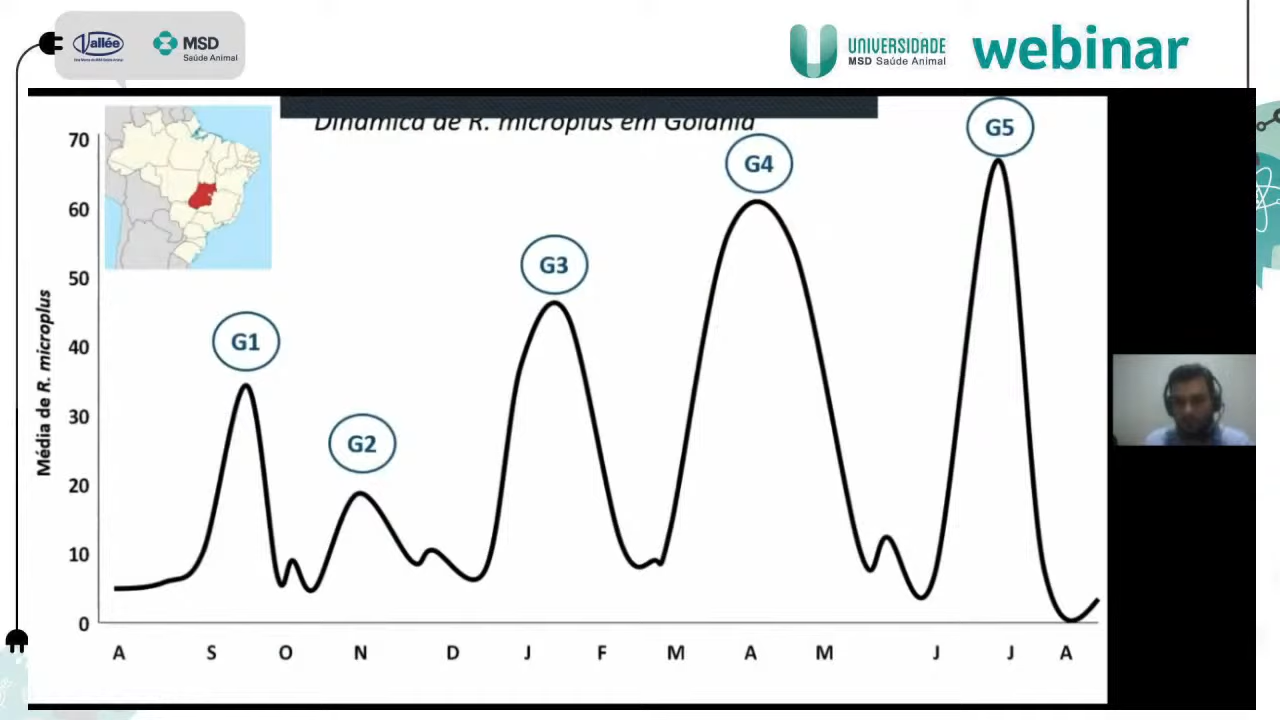 Vallée
MSD
Saúde Animal
UNIVERSIDADE
MSD Saúde Animal
webinar
Dinâmica de R. microplus em Goiânia
Média de R. microplus
70
60
50
40
30
20
10
0
G1
G2
G3
G4
G5
A S O N D J F M A M J J A